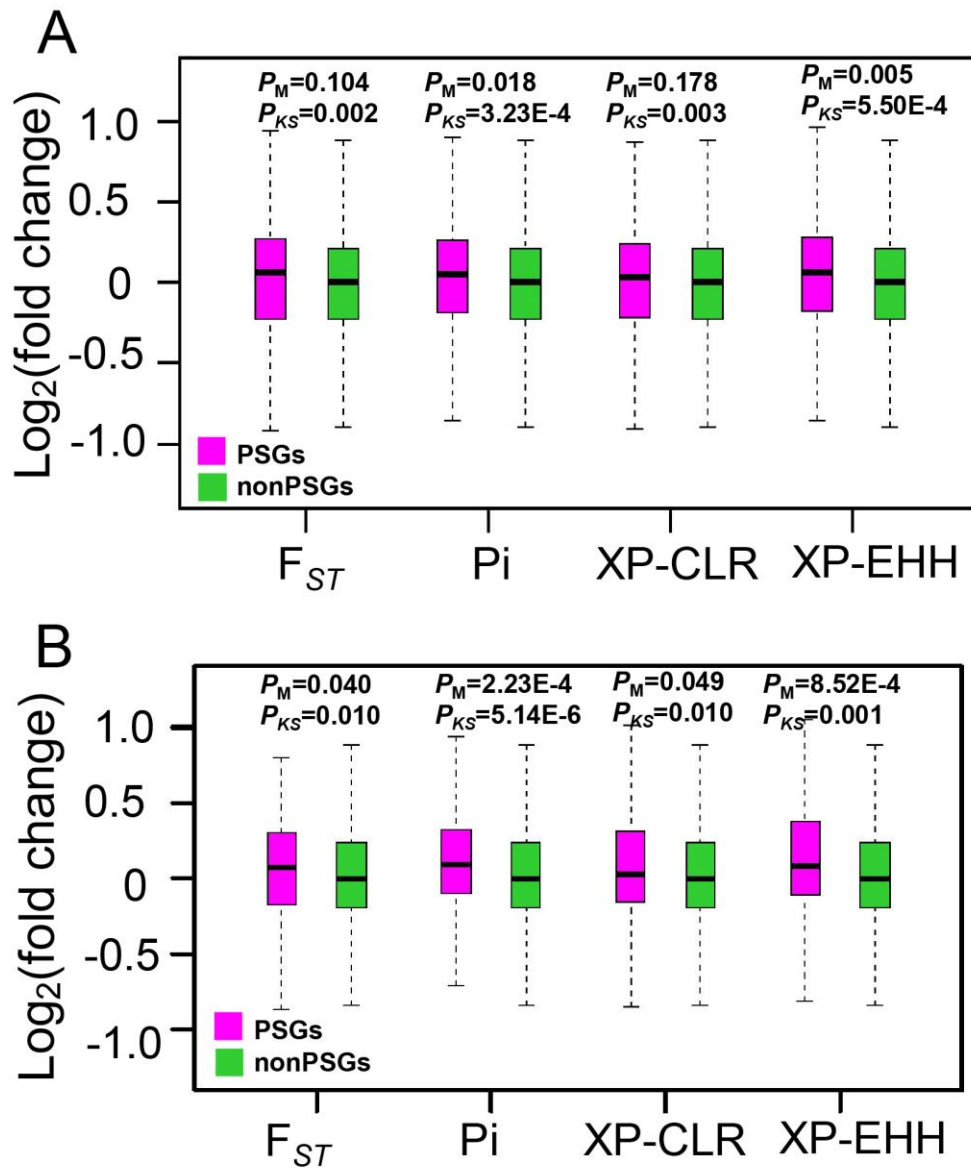 A
P_M=0.104 P_M=0.018 P_M=0.178 P_M=0.005
P_KS=0.002 P_KS=3.23E-4 P_KS=0.003 P_KS=5.50E-4
Log₂(fold change)
1.0
0.5
0
-0.5
-1.0
PSGs
nonPSGs
F_ST Pi XP-CLR XP-EHH
B
P_M=0.040 P_M=2.23E-4 P_M=0.049 P_M=8.52E-4
P_KS=0.010 P_KS=5.14E-6 P_KS=0.010 P_KS=0.001
Log₂(fold change)
1.0
0.5
0
-0.5
-1.0
PSGs
nonPSGs
F_ST Pi XP-CLR XP-EHH